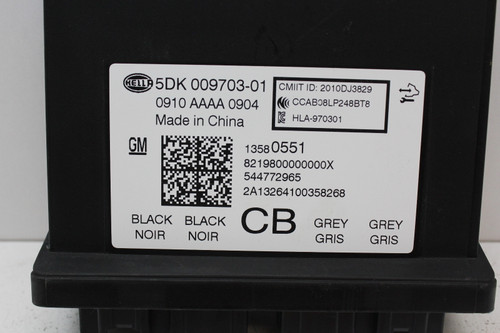 HELLA 5DK 009703-01
0910 AAAA 0904
Made in China
CMIIT ID: 2010DJ3829
CCAB08LP248BT8
HLA-970301
GM
13580551
8219800000000X
544772965
2A13264100358268
BLACK BLACK CB GREY GREY
NOIR NOIR GRIS GRIS